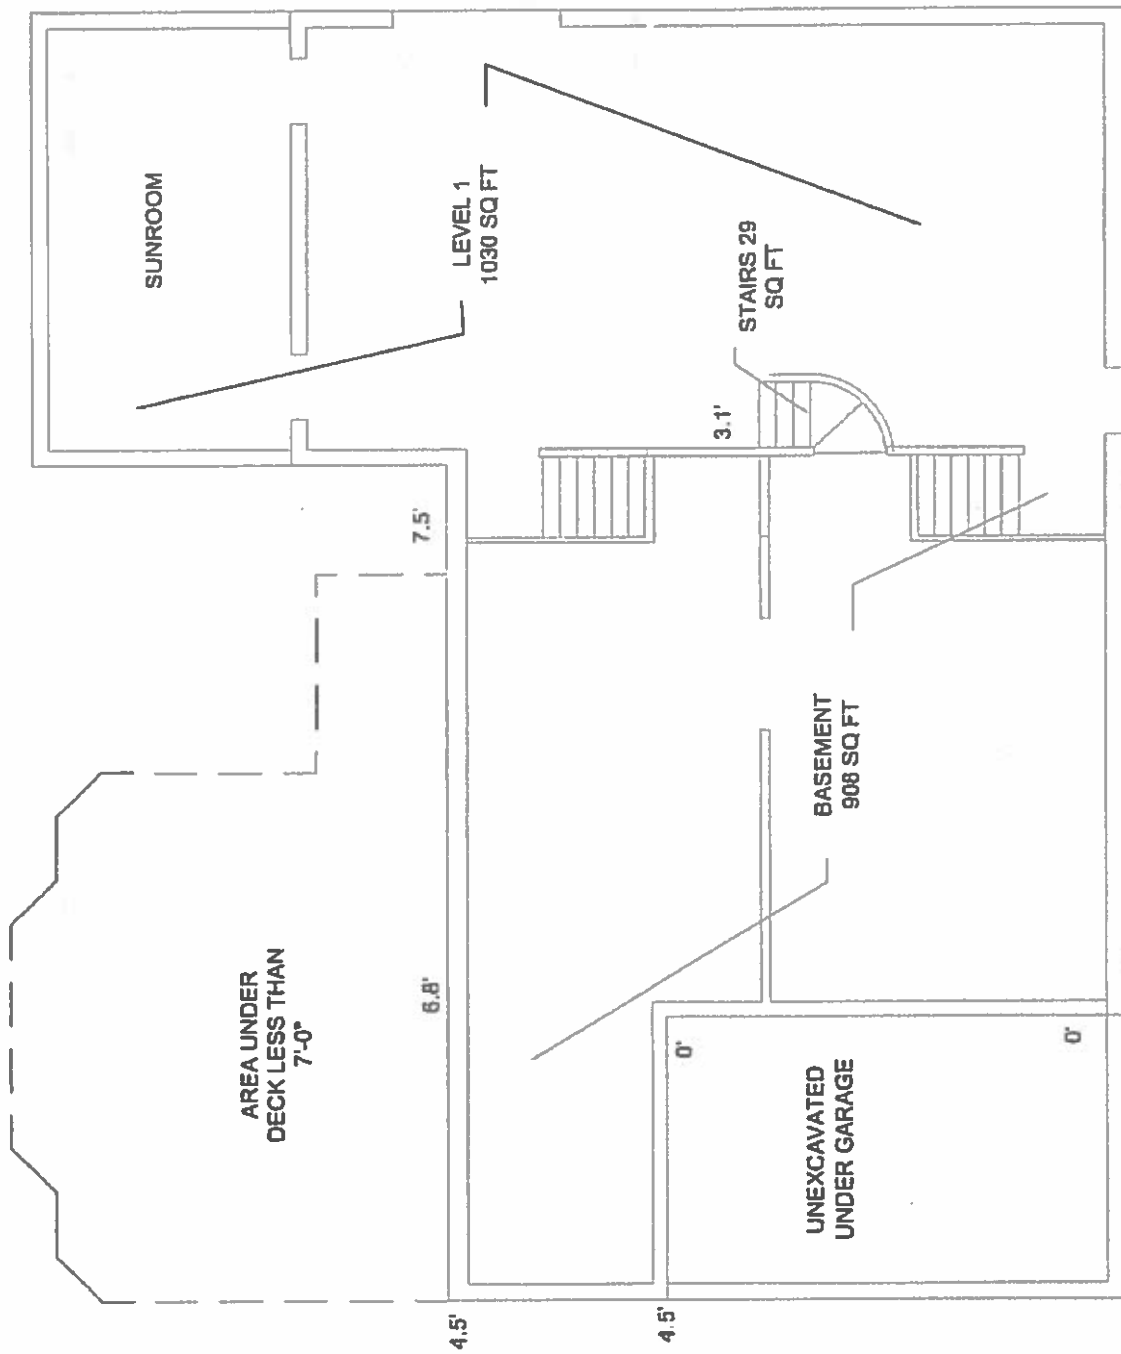 SUNROOM
LEVEL 1
1030 SQ FT
STAIRS 29
SQ FT
3.1'
7.5'
AREA UNDER
DECK LESS THAN
7'-0"
6.8'
BASEMENT
908 SQ FT
UNEXCAVATED
UNDER GARAGE
0'
0'
4.5'
4.5'